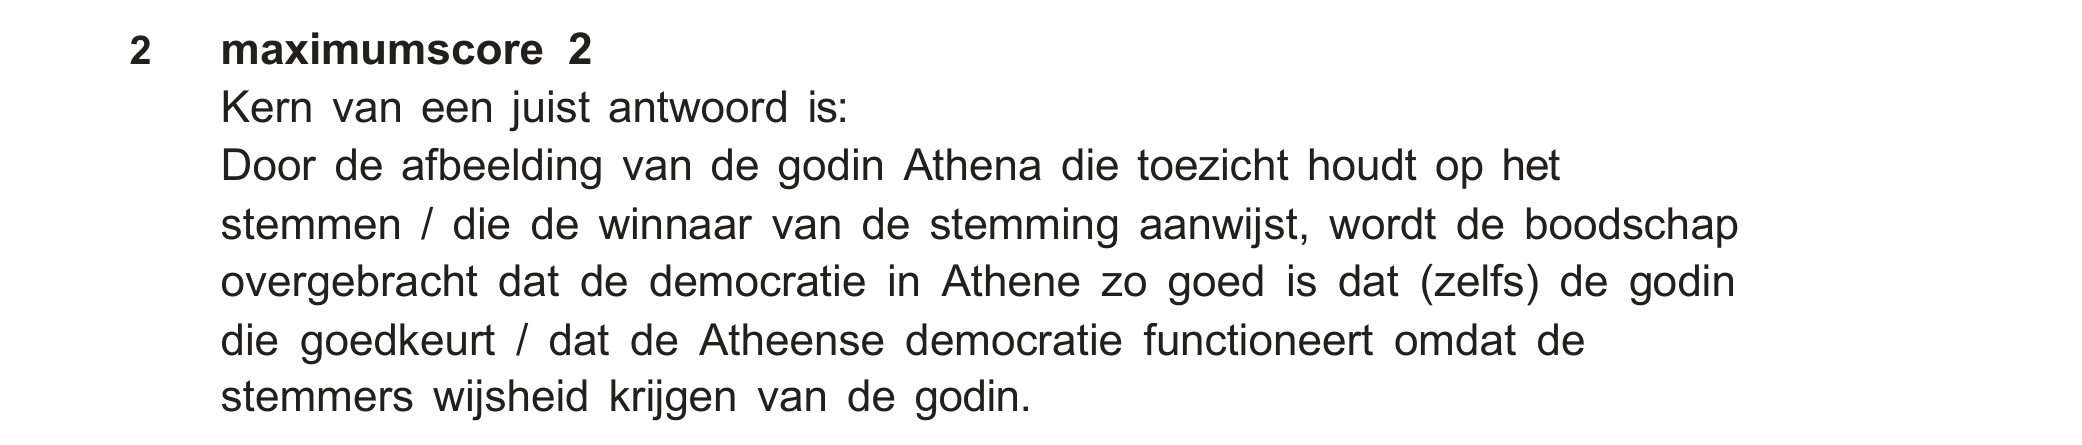 2 maximumscore 2
Kern van een juist antwoord is:
Door de afbeelding van de godin Athena die toezicht houdt op het
stemmen / die de winnaar van de stemming aanwijst, wordt de boodschap
overgebracht dat de democratie in Athene zo goed is dat (zelfs) de godin
die goedkeurt / dat de Atheense democratie functioneert omdat de
stemmers wijsheid krijgen van de godin.